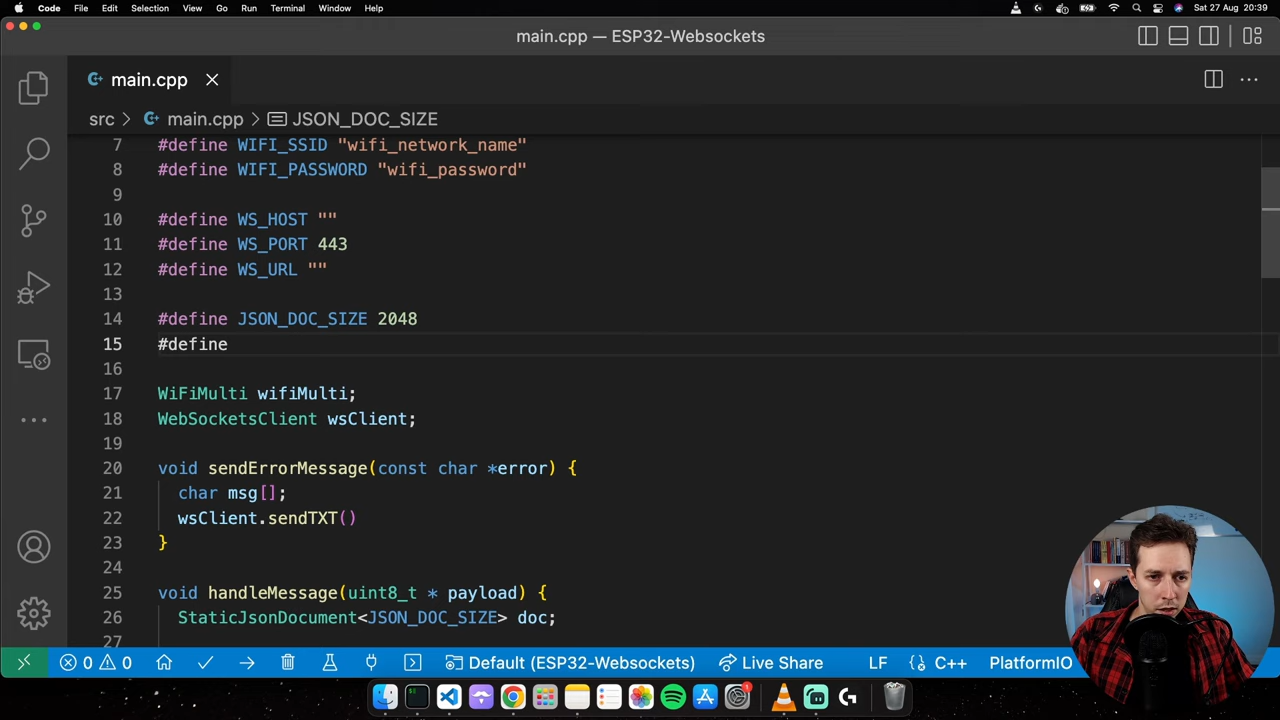 Code File Edit Selection View Go Run Terminal Window Help Sat 27 Aug 20:39
main.cpp — ESP32-Websockets
main.cpp
src > main.cpp > JSON_DOC_SIZE
7 #define WIFI_SSID "wifi_network_name"
8 #define WIFI_PASSWORD "wifi_password"
9
10 #define WS_HOST ""
11 #define WS_PORT 443
12 #define WS_URL ""
13
14 #define JSON_DOC_SIZE 2048
15 #define
16
17 WiFiMulti wifiMulti;
18 WebSocketsClient wsClient;
19
20 void sendErrorMessage(const char *error) {
21 char msg[];
22 wsClient.sendTXT()
23 }
24
25 void handleMessage(uint8_t * payload) {
26 StaticJsonDocument<JSON_DOC_SIZE> doc;
27
0 0 Default (ESP32-Websockets) Live Share LF C++ PlatformIO
1